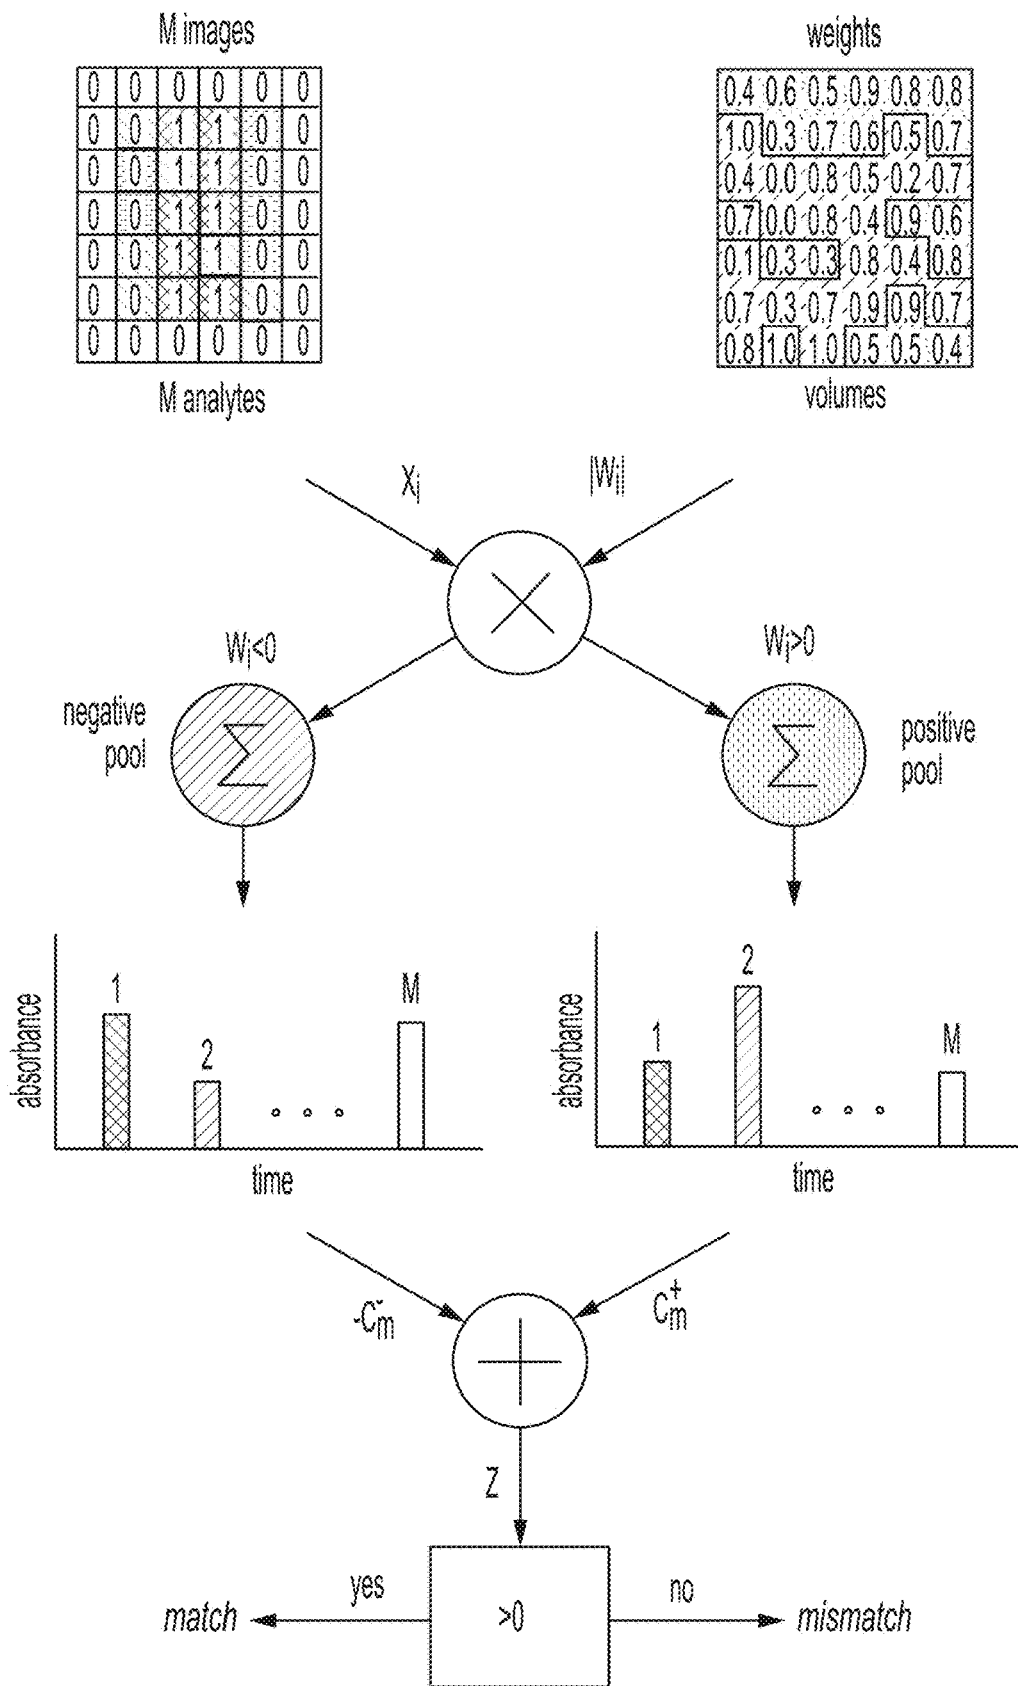 M images
0 0 0 0 0 0
0 0 1 1 0 0
0 0 1 1 0 0
0 0 1 1 0 0
0 0 1 1 0 0
0 0 1 1 0 0
0 0 0 0 0 0
M analytes
weights
0.4 0.6 0.5 0.9 0.8 0.8
1.0 0.3 0.7 0.6 0.5 0.7
0.4 0.0 0.8 0.5 0.2 0.7
0.7 0.0 0.8 0.4 0.9 0.6
0.1 0.3 0.3 0.8 0.4 0.8
0.7 0.3 0.7 0.9 0.9 0.7
0.8 1.0 1.0 0.5 0.5 0.4
volumes
Xi
|Wi|
Wi<0
Wi>0
negative
pool
Σ
Σ
positive
pool
absorbance
1
2
M
time
absorbance
1
2
M
time
-Cm-
Cm+
Z
yes
>0
no
match
mismatch